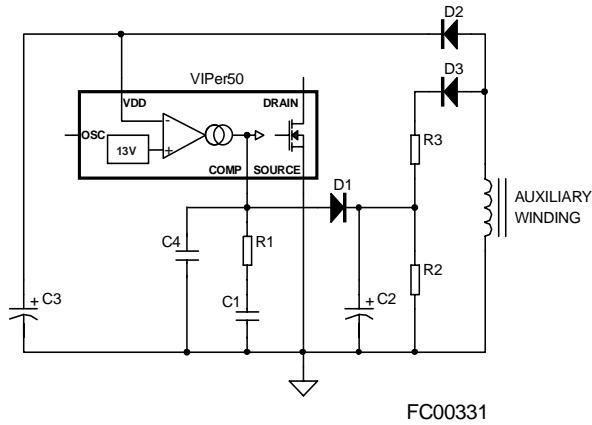 D2
VIPer50
D3
VDD
DRAIN
-
OSC
13V
+
R3
COMP SOURCE
D1
AUXILIARY
WINDING
C4
R1
R2
+
C3
C1
+
C2
FC00331